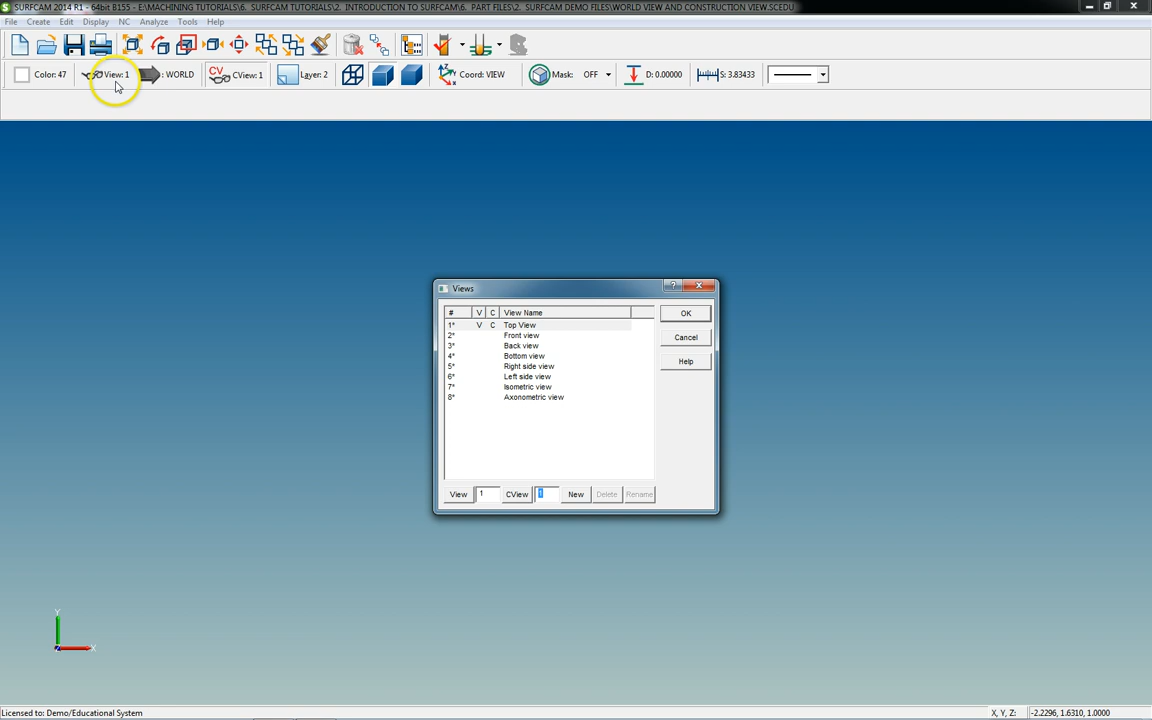 SURFCAM 2014 R1 - 64bit B155 - E:\MACHINING TUTORIALS\6.  SURFCAM TUTORIALS\2.  INTRODUCTION TO SURFCAM\6.  PART FILES\2.  SURFCAM DEMO FILES\WORLD VIEW AND CONSTRUCTION VIEW.SCEDU
File Create Edit Display NC Analyze Tools Help
Color: 47 View: 1 : WORLD CV CView: 1 Layer: 2 Coord: VIEW Mask: OFF D: 0.00000 S: 3.83433
Views
# V C View Name
1* V C Top View
2* Front view
3* Back view
4* Bottom view
5* Right side view
6* Left side view
7* Isometric view
8* Axonometric view
OK
Cancel
Help
View 1 CView 1 New Delete Rename
Y
X
Licensed to: Demo/Educational System X, Y, Z: -2.2296, 1.6310, 1.0000